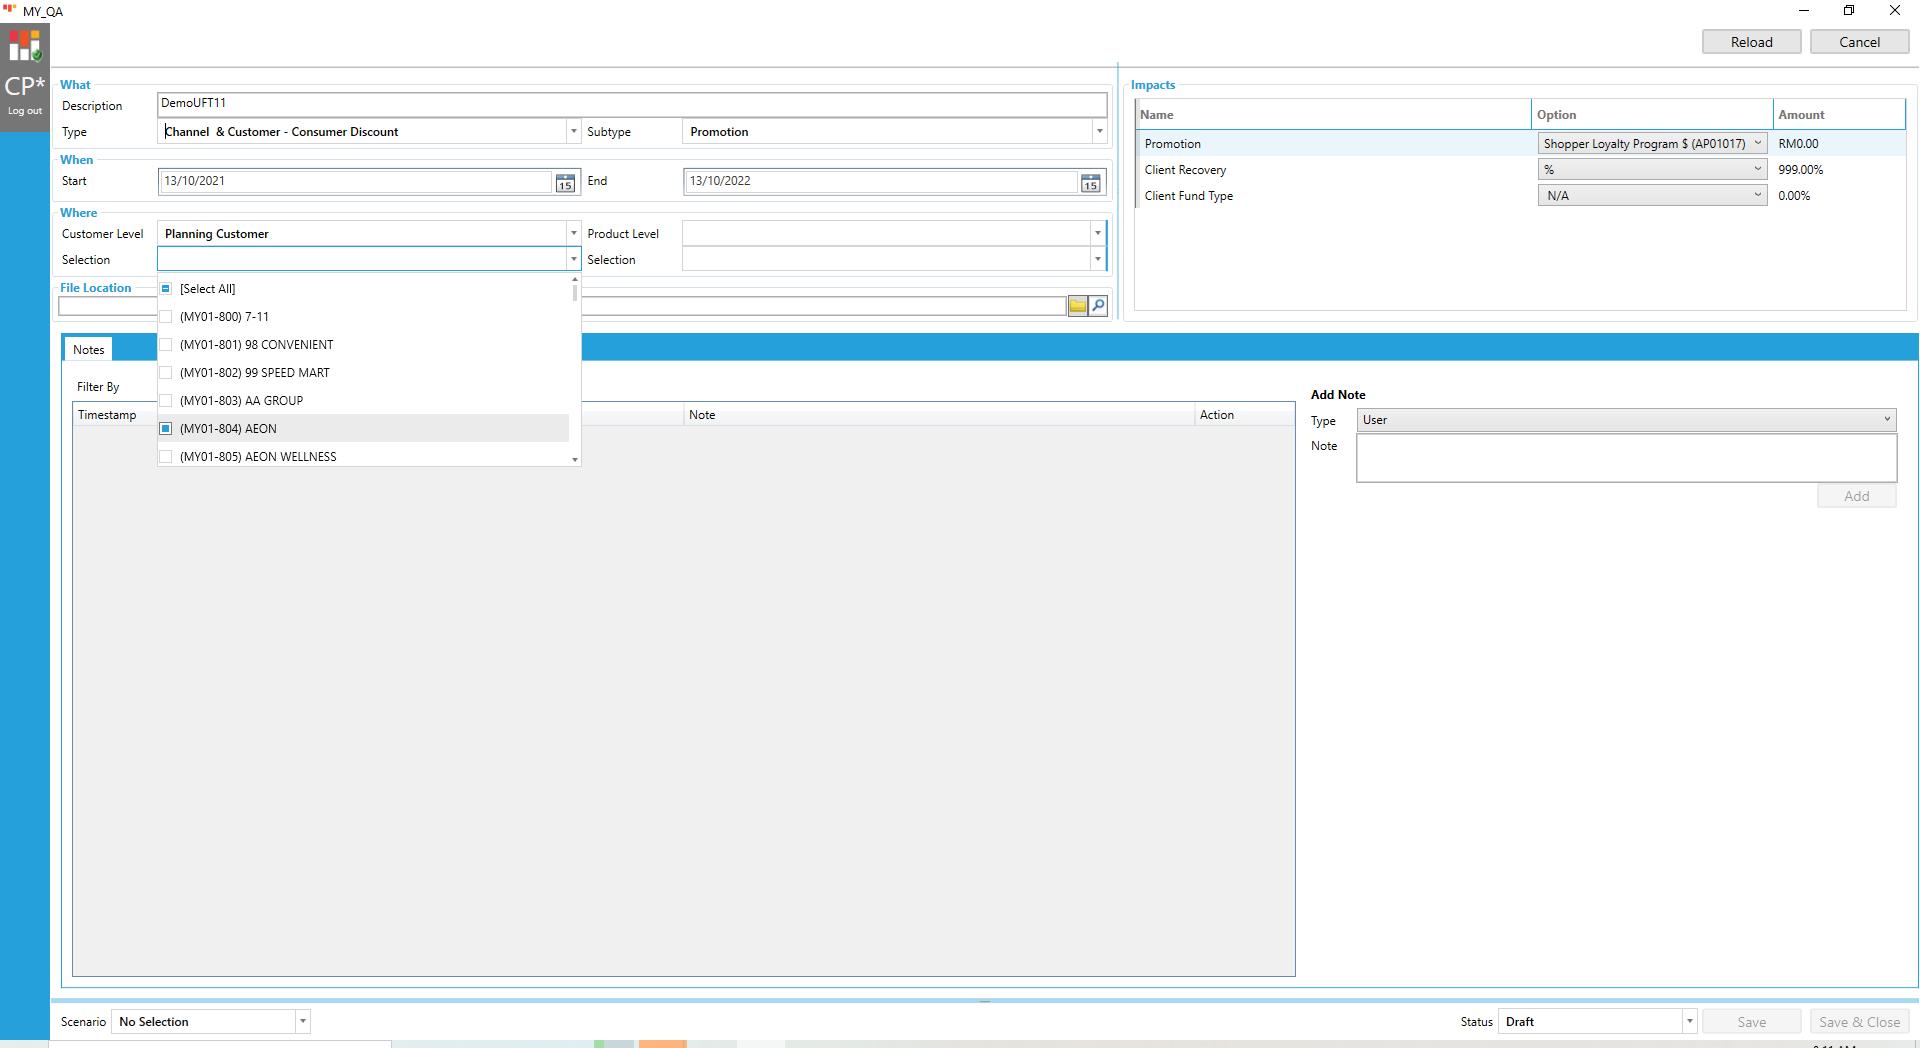 MY_QA
Reload Cancel
CP*
Log out
What
Description DemoUFT11
Type Channel & Customer - Consumer Discount Subtype Promotion
When
Start 13/10/2021 15 End 13/10/2022 15
Where
Customer Level Planning Customer Product Level
Selection Selection
[Select All]
(MY01-800) 7-11
(MY01-801) 98 CONVENIENT
(MY01-802) 99 SPEED MART
(MY01-803) AA GROUP
(MY01-804) AEON
(MY01-805) AEON WELLNESS
File Location
Impacts
Name Option Amount
Promotion Shopper Loyalty Program $ (AP01017) RM0.00
Client Recovery % 999.00%
Client Fund Type N/A 0.00%
Notes
Filter By
Timestamp Note Action
Add Note
Type User
Note
Add
Scenario No Selection
Status Draft Save Save & Close